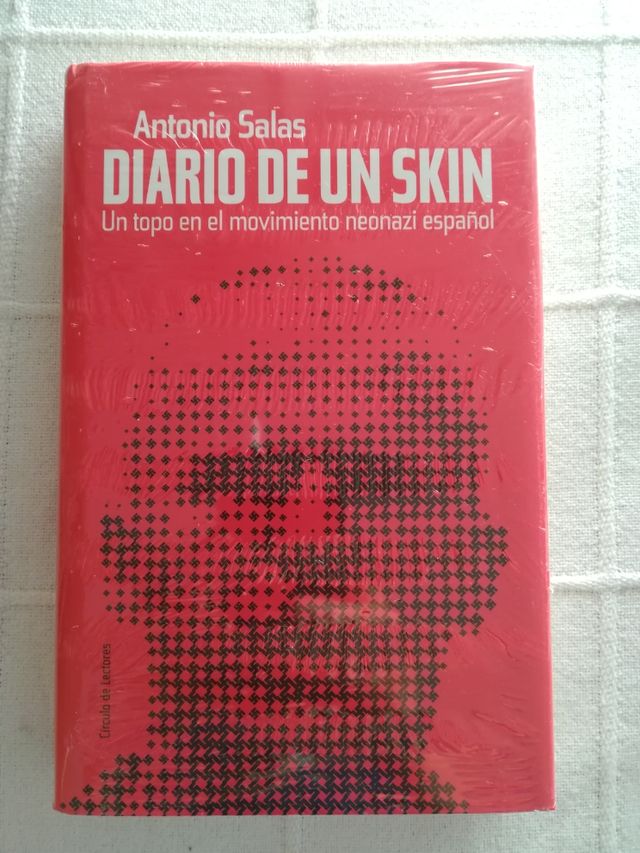 Antonio Salas
DIARIO DE UN SKIN
Un topo en el movimiento neonazi español
Círculo de Lectores